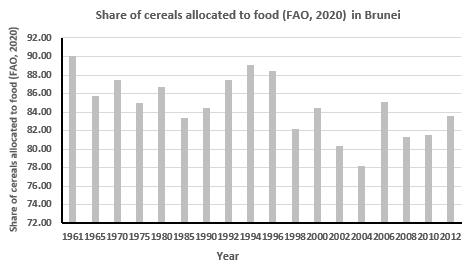 Share of cereals allocated to food (FAO, 2020) in Brunei
Share of cereals allocated to food (FAO, 2020)
92.00
90.00
88.00
86.00
84.00
82.00
80.00
78.00
76.00
74.00
72.00
1961 1965 1970 1975 1980 1985 1990 1992 1994 1996 1998 2000 2002 2004 2006 2008 2010 2012
Year